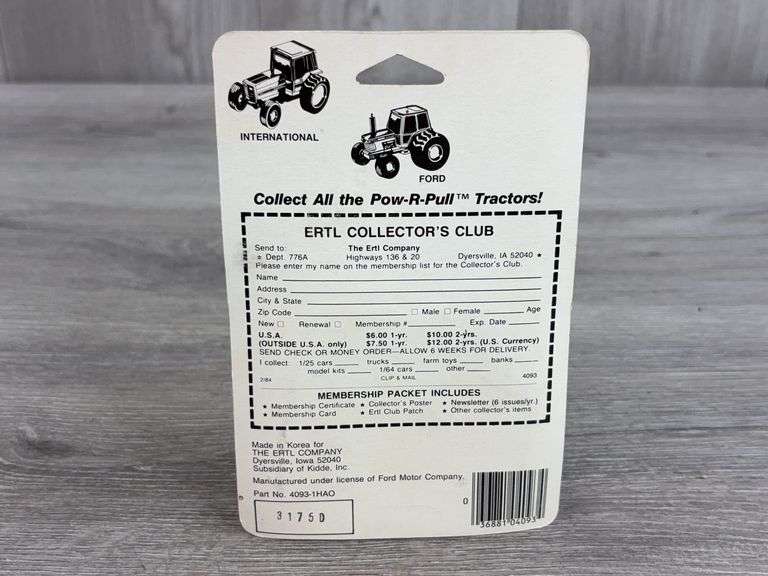 INTERNATIONAL
FORD
Collect All the Pow-R-Pull™ Tractors!
ERTL COLLECTOR'S CLUB
Send to: The Ertl Company
★ Dept. 776A Highways 136 & 20 Dyersville, IA 52040 ★
Please enter my name on the membership list for the Collector's Club.
Name
Address
City & State
Zip Code □ Male □ Female Age
New □ Renewal □ Membership # Exp. Date
U.S.A. $6.00 1-yr. $10.00 2-yrs.
(OUTSIDE U.S.A. only) $7.50 1-yr. $12.00 2-yrs. (U.S. Currency)
SEND CHECK OR MONEY ORDER—ALLOW 6 WEEKS FOR DELIVERY.
I collect: 1/25 cars trucks farm toys banks
model kits 1/64 cars other
2/84 CLIP & MAIL 4093
MEMBERSHIP PACKET INCLUDES
★ Membership Certificate ★ Collector's Poster ★ Newsletter (6 issues/yr.)
★ Membership Card ★ Ertl Club Patch ★ Other collector's items
Made in Korea for
THE ERTL COMPANY
Dyersville, Iowa 52040
Subsidiary of Kidde, Inc.
Manufactured under license of Ford Motor Company.
Part No. 4093-1HAO
3175D
0 36881 04093